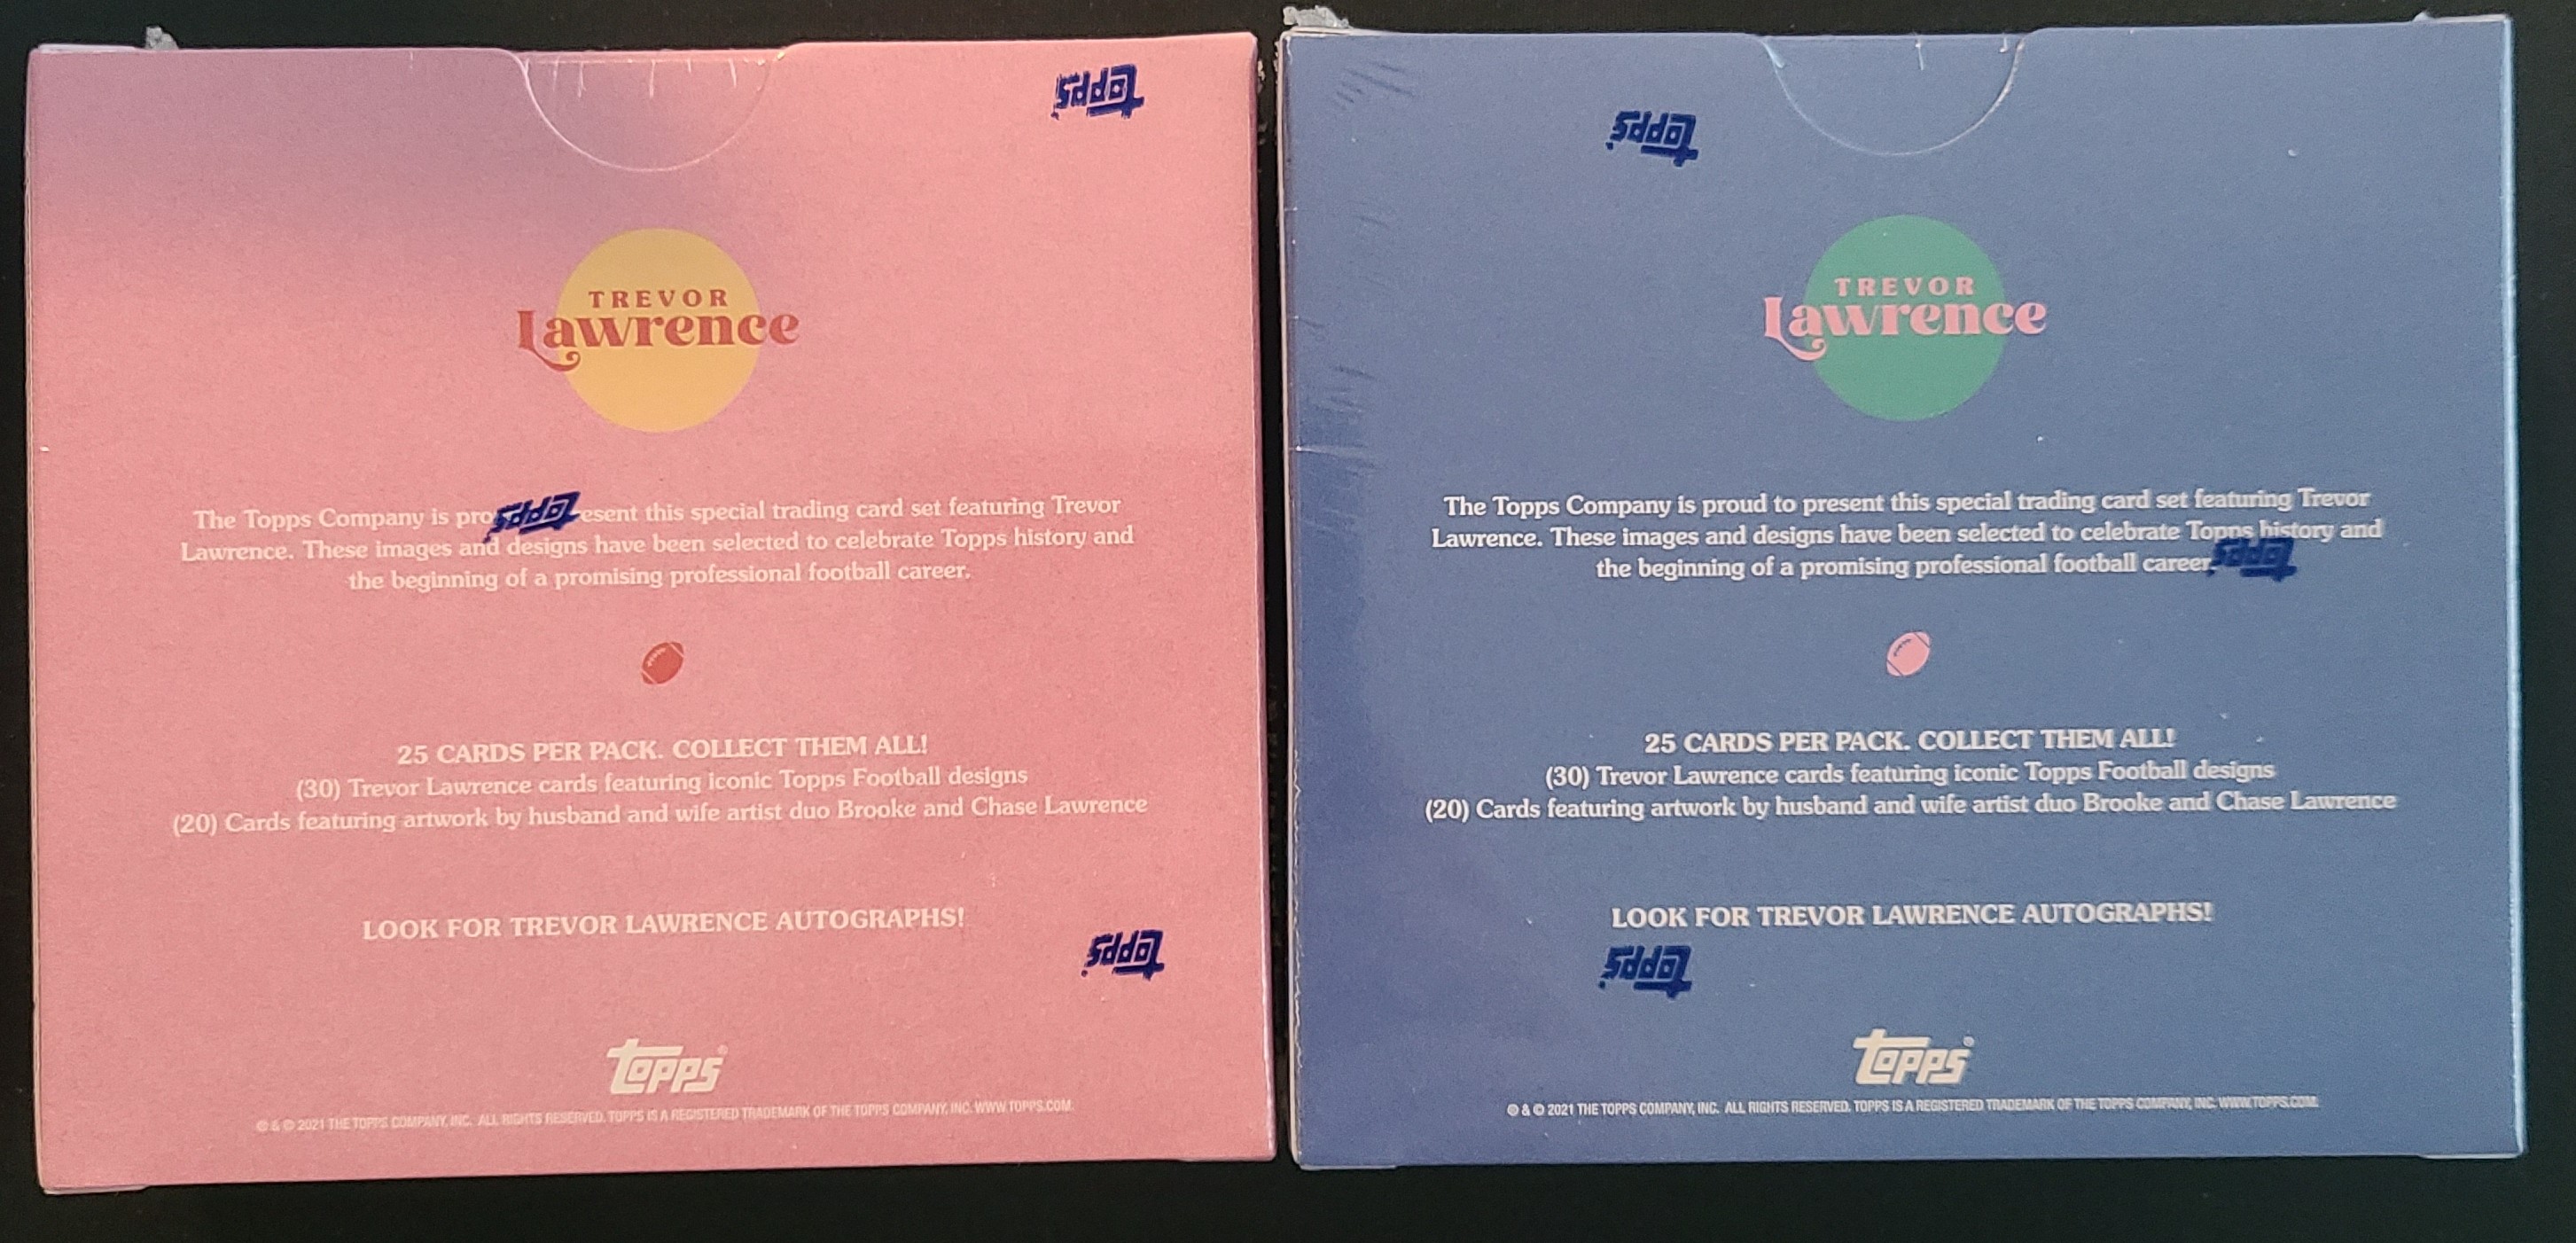 topps
TREVOR
Lawrence
The Topps Company is pro topps esent this special trading card set featuring Trevor
Lawrence. These images and designs have been selected to celebrate Topps history and
the beginning of a promising professional football career.
25 CARDS PER PACK. COLLECT THEM ALL!
(30) Trevor Lawrence cards featuring iconic Topps Football designs
(20) Cards featuring artwork by husband and wife artist duo Brooke and Chase Lawrence
LOOK FOR TREVOR LAWRENCE AUTOGRAPHS!
topps
topps®
® & © 2021 THE TOPPS COMPANY, INC. ALL RIGHTS RESERVED. TOPPS IS A REGISTERED TRADEMARK OF THE TOPPS COMPANY, INC. WWW.TOPPS.COM.
topps
TREVOR
Lawrence
The Topps Company is proud to present this special trading card set featuring Trevor
Lawrence. These images and designs have been selected to celebrate Topps history and
the beginning of a promising professional football career. topps
25 CARDS PER PACK. COLLECT THEM ALL!
(30) Trevor Lawrence cards featuring iconic Topps Football designs
(20) Cards featuring artwork by husband and wife artist duo Brooke and Chase Lawrence
LOOK FOR TREVOR LAWRENCE AUTOGRAPHS!
topps
topps®
® & © 2021 THE TOPPS COMPANY, INC. ALL RIGHTS RESERVED. TOPPS IS A REGISTERED TRADEMARK OF THE TOPPS COMPANY, INC. WWW.TOPPS.COM.